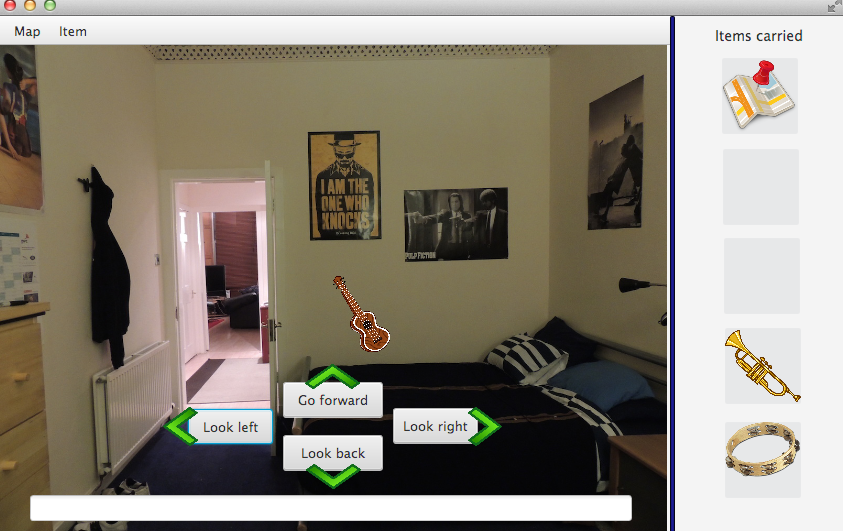 Map Item
Items carried
I AM THE
ONE WHO
KNOCKS
PULP FICTION
Go forward
Look left
Look right
Look back